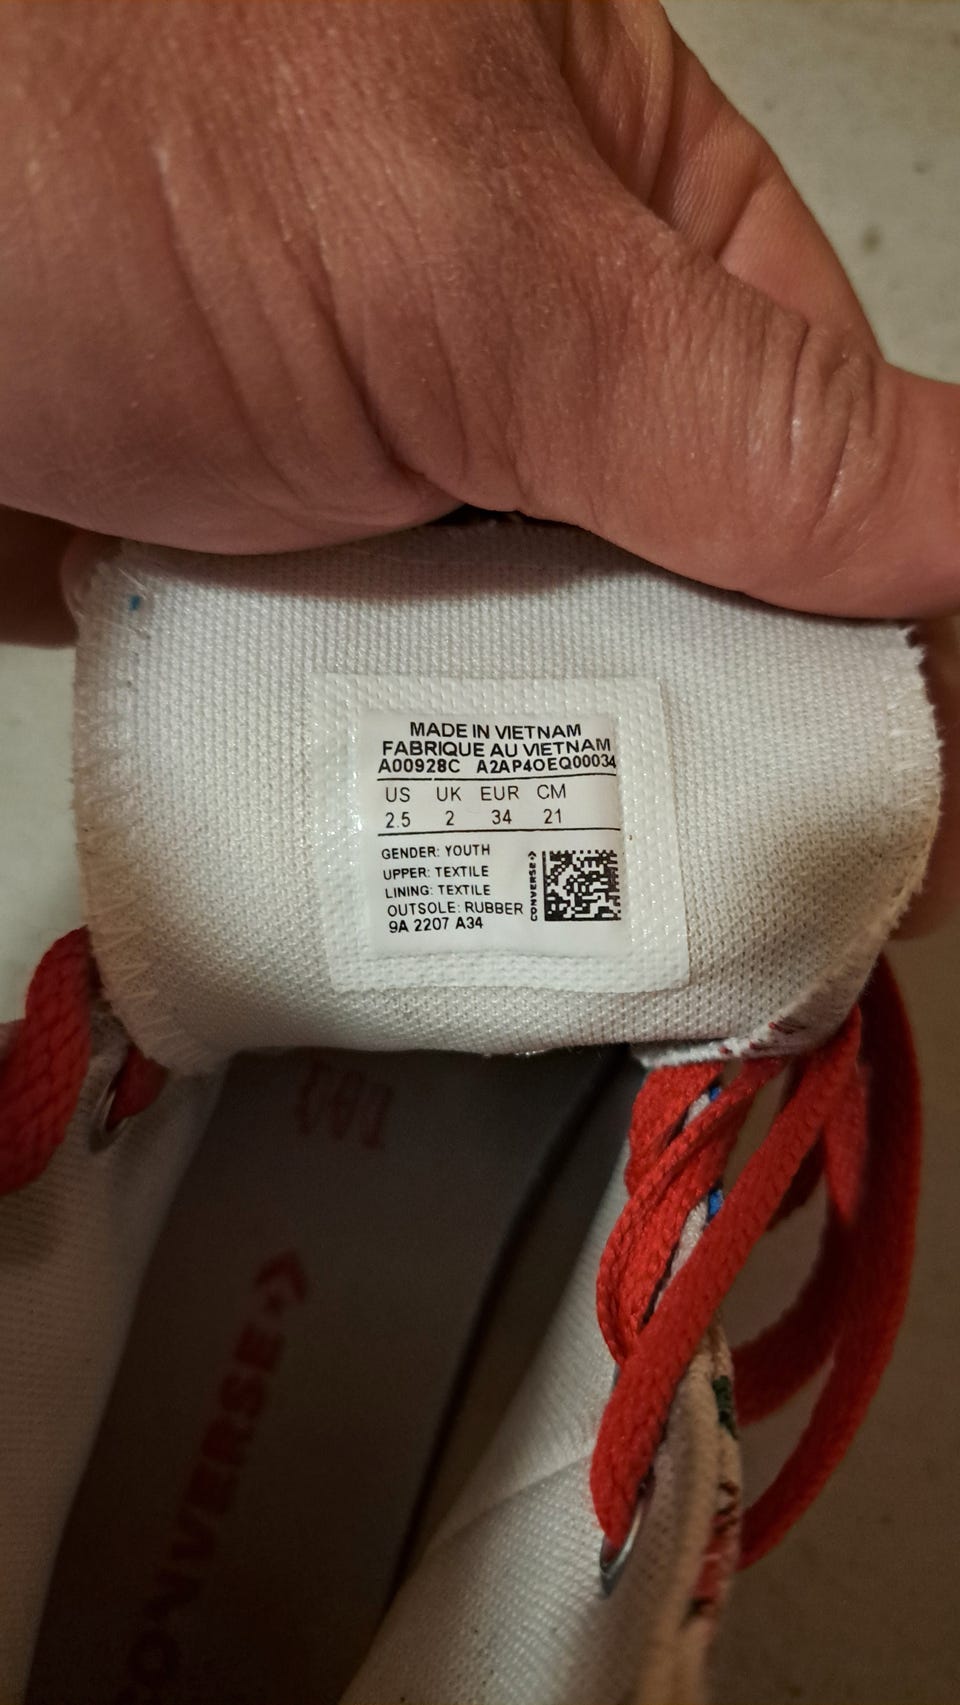 MADE IN VIETNAM
FABRIQUE AU VIETNAM
A00928C A2AP4OEQ00034
US UK EUR CM
2.5 2 34 21
GENDER: YOUTH
UPPER: TEXTILE
LINING: TEXTILE
OUTSOLE: RUBBER
9A 2207 A34
CONVERSE
CONVERSE